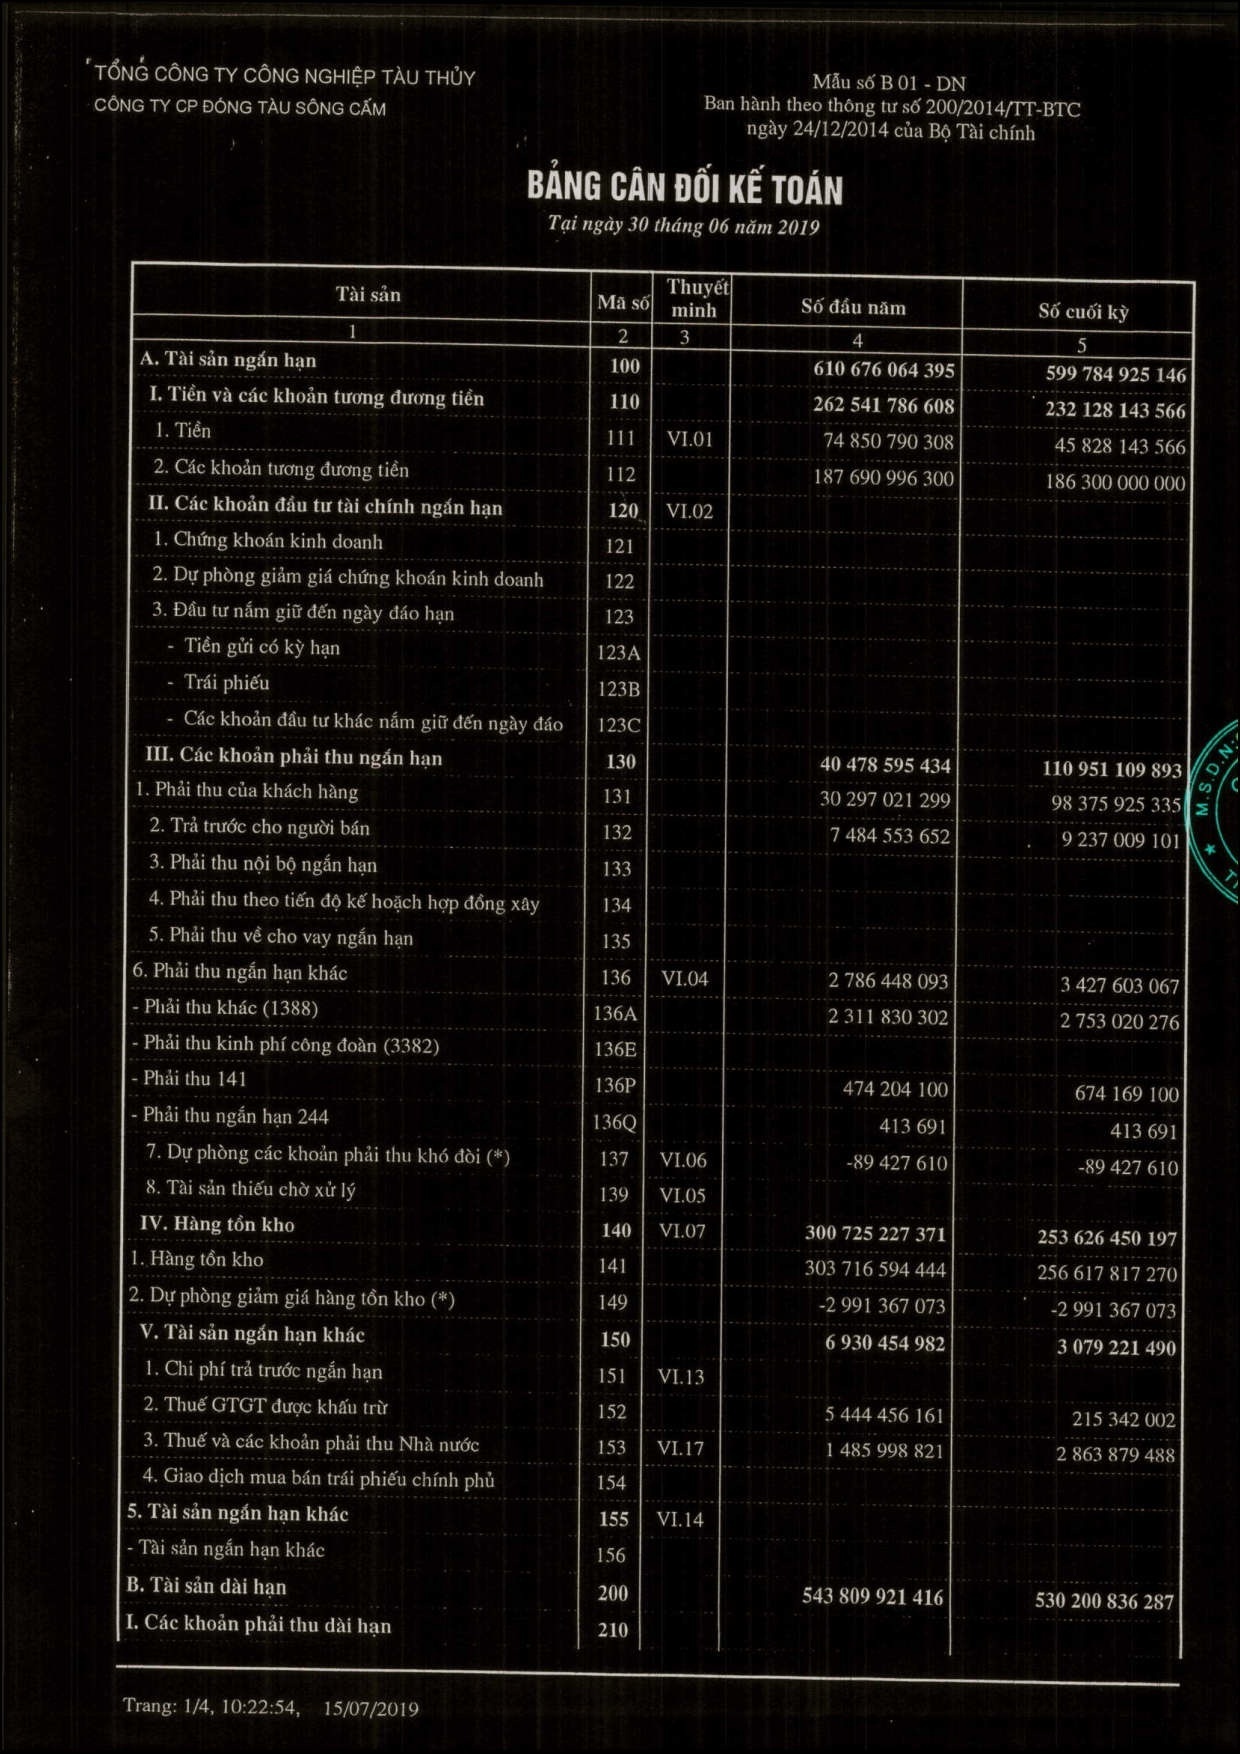 TỔNG CÔNG TY CÔNG NGHIỆP TÀU THỦY
CÔNG TY CP ĐÓNG TÀU SÔNG CẤM
Mẫu số B 01 - DN
Ban hành theo thông tư số 200/2014/TT-BTC
ngày 24/12/2014 của Bộ Tài chính
BẢNG CÂN ĐỐI KẾ TOÁN
Tại ngày 30 tháng 06 năm 2019
Tài sản Mã số Thuyết minh Số đầu năm Số cuối kỳ
1 2 3 4 5
A. Tài sản ngắn hạn 100 610 676 064 395 599 784 925 146
I. Tiền và các khoản tương đương tiền 110 262 541 786 608 232 128 143 566
1. Tiền 111 VI.01 74 850 790 308 45 828 143 566
2. Các khoản tương đương tiền 112 187 690 996 300 186 300 000 000
II. Các khoản đầu tư tài chính ngắn hạn 120 VI.02
1. Chứng khoán kinh doanh 121
2. Dự phòng giảm giá chứng khoán kinh doanh 122
3. Đầu tư nắm giữ đến ngày đáo hạn 123
- Tiền gửi có kỳ hạn 123A
- Trái phiếu 123B
- Các khoản đầu tư khác nắm giữ đến ngày đáo 123C
III. Các khoản phải thu ngắn hạn 130 40 478 595 434 110 951 109 893
1. Phải thu của khách hàng 131 30 297 021 299 98 375 925 335
2. Trả trước cho người bán 132 7 484 553 652 9 237 009 101
3. Phải thu nội bộ ngắn hạn 133
4. Phải thu theo tiến độ kế hoạch hợp đồng xây 134
5. Phải thu về cho vay ngắn hạn 135
6. Phải thu ngắn hạn khác 136 VI.04 2 786 448 093 3 427 603 067
- Phải thu khác (1388) 136A 2 311 830 302 2 753 020 276
- Phải thu kinh phí công đoàn (3382) 136E
- Phải thu 141 136P 474 204 100 674 169 100
- Phải thu ngắn hạn 244 136Q 413 691 413 691
7. Dự phòng các khoản phải thu khó đòi (*) 137 VI.06 -89 427 610 -89 427 610
8. Tài sản thiếu chờ xử lý 139 VI.05
IV. Hàng tồn kho 140 VI.07 300 725 227 371 253 626 450 197
1. Hàng tồn kho 141 303 716 594 444 256 617 817 270
2. Dự phòng giảm giá hàng tồn kho (*) 149 -2 991 367 073 -2 991 367 073
V. Tài sản ngắn hạn khác 150 6 930 454 982 3 079 221 490
1. Chi phí trả trước ngắn hạn 151 VI.13
2. Thuế GTGT được khấu trừ 152 5 444 456 161 215 342 002
3. Thuế và các khoản phải thu Nhà nước 153 VI.17 1 485 998 821 2 863 879 488
4. Giao dịch mua bán trái phiếu chính phủ 154
5. Tài sản ngắn hạn khác 155 VI.14
- Tài sản ngắn hạn khác 156
B. Tài sản dài hạn 200 543 809 921 416 530 200 836 287
I. Các khoản phải thu dài hạn 210
Trang: 1/4, 10:22:54, 15/07/2019
M.S.D.N: